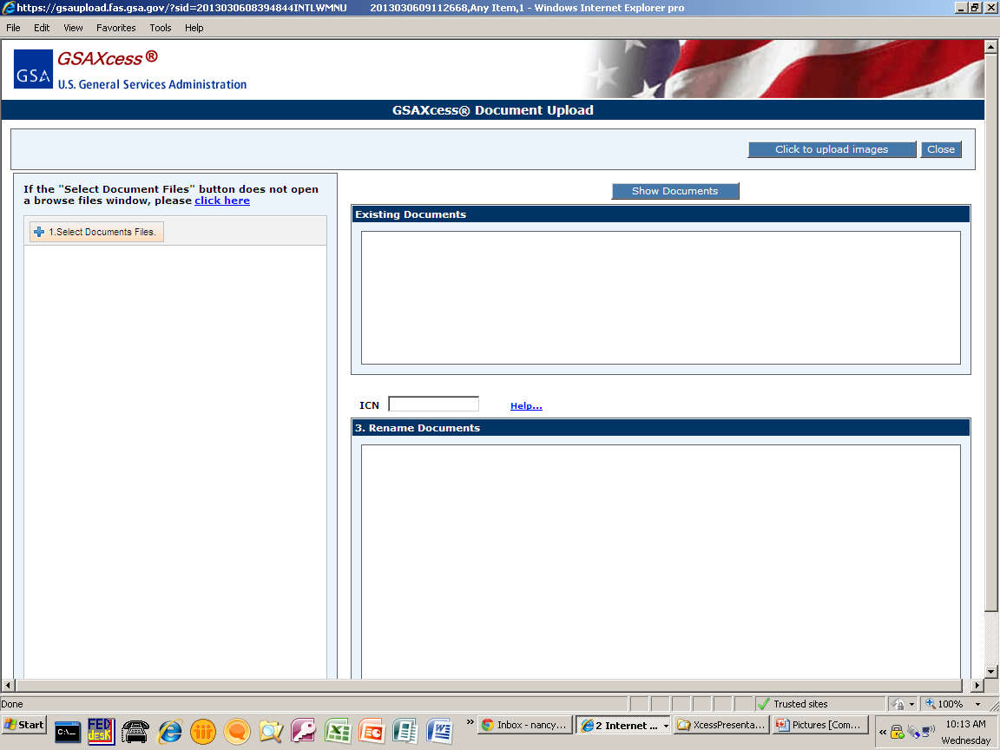 https://gsaupload.fas.gsa.gov/?sid=2013030608394844INTLWMNU 2013030609112668,Any Item,1 - Windows Internet Explorer pro
File Edit View Favorites Tools Help
GSA
GSAXcess ®
U.S. General Services Administration
GSAXcess® Document Upload
Click to upload images Close
If the "Select Document Files" button does not open
a browse files window, please click here
1.Select Documents Files.
Show Documents
Existing Documents
ICN Help...
3. Rename Documents
Done Trusted sites 100%
Start C:\_ FED desK » Inbox - nancy... 2 Internet ... XcessPresenta... Pictures [Com... « 10:13 AM
Wednesday